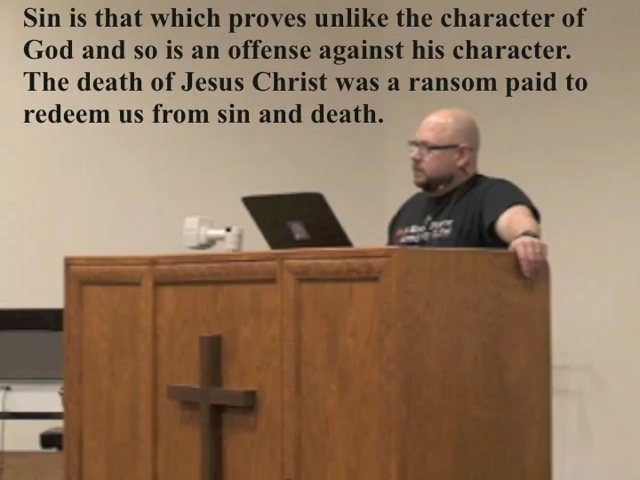 Sin is that which proves unlike the character of
God and so is an offense against his character.
The death of Jesus Christ was a ransom paid to
redeem us from sin and death.